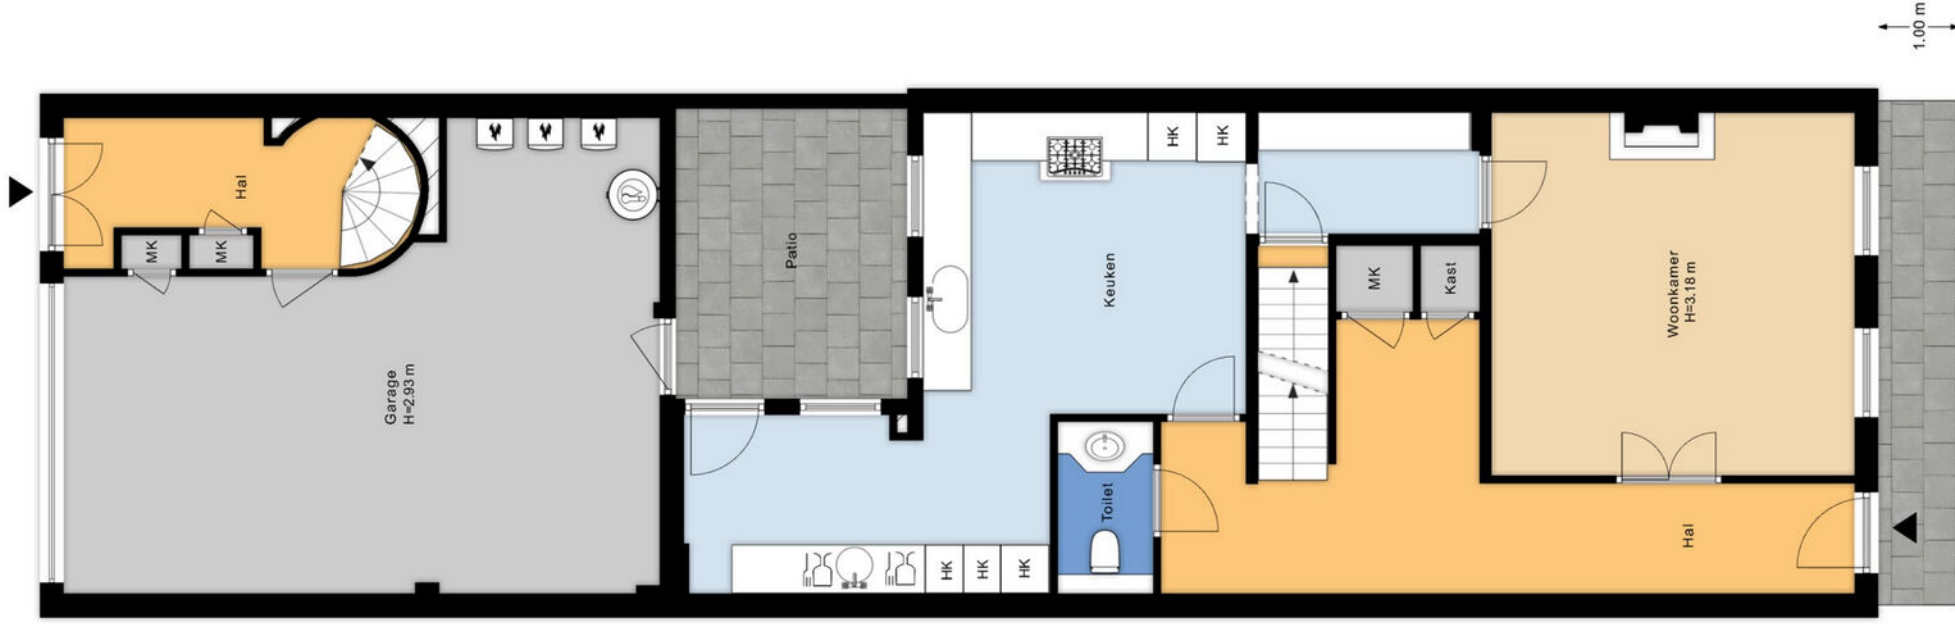 1.00 m
Hal
MK
MK
Garage
H=2.93 m
Patio
Keuken
HK
HK
HK
HK
HK
Toilet
MK
Kast
Woonkamer
H=3.18 m
Hal